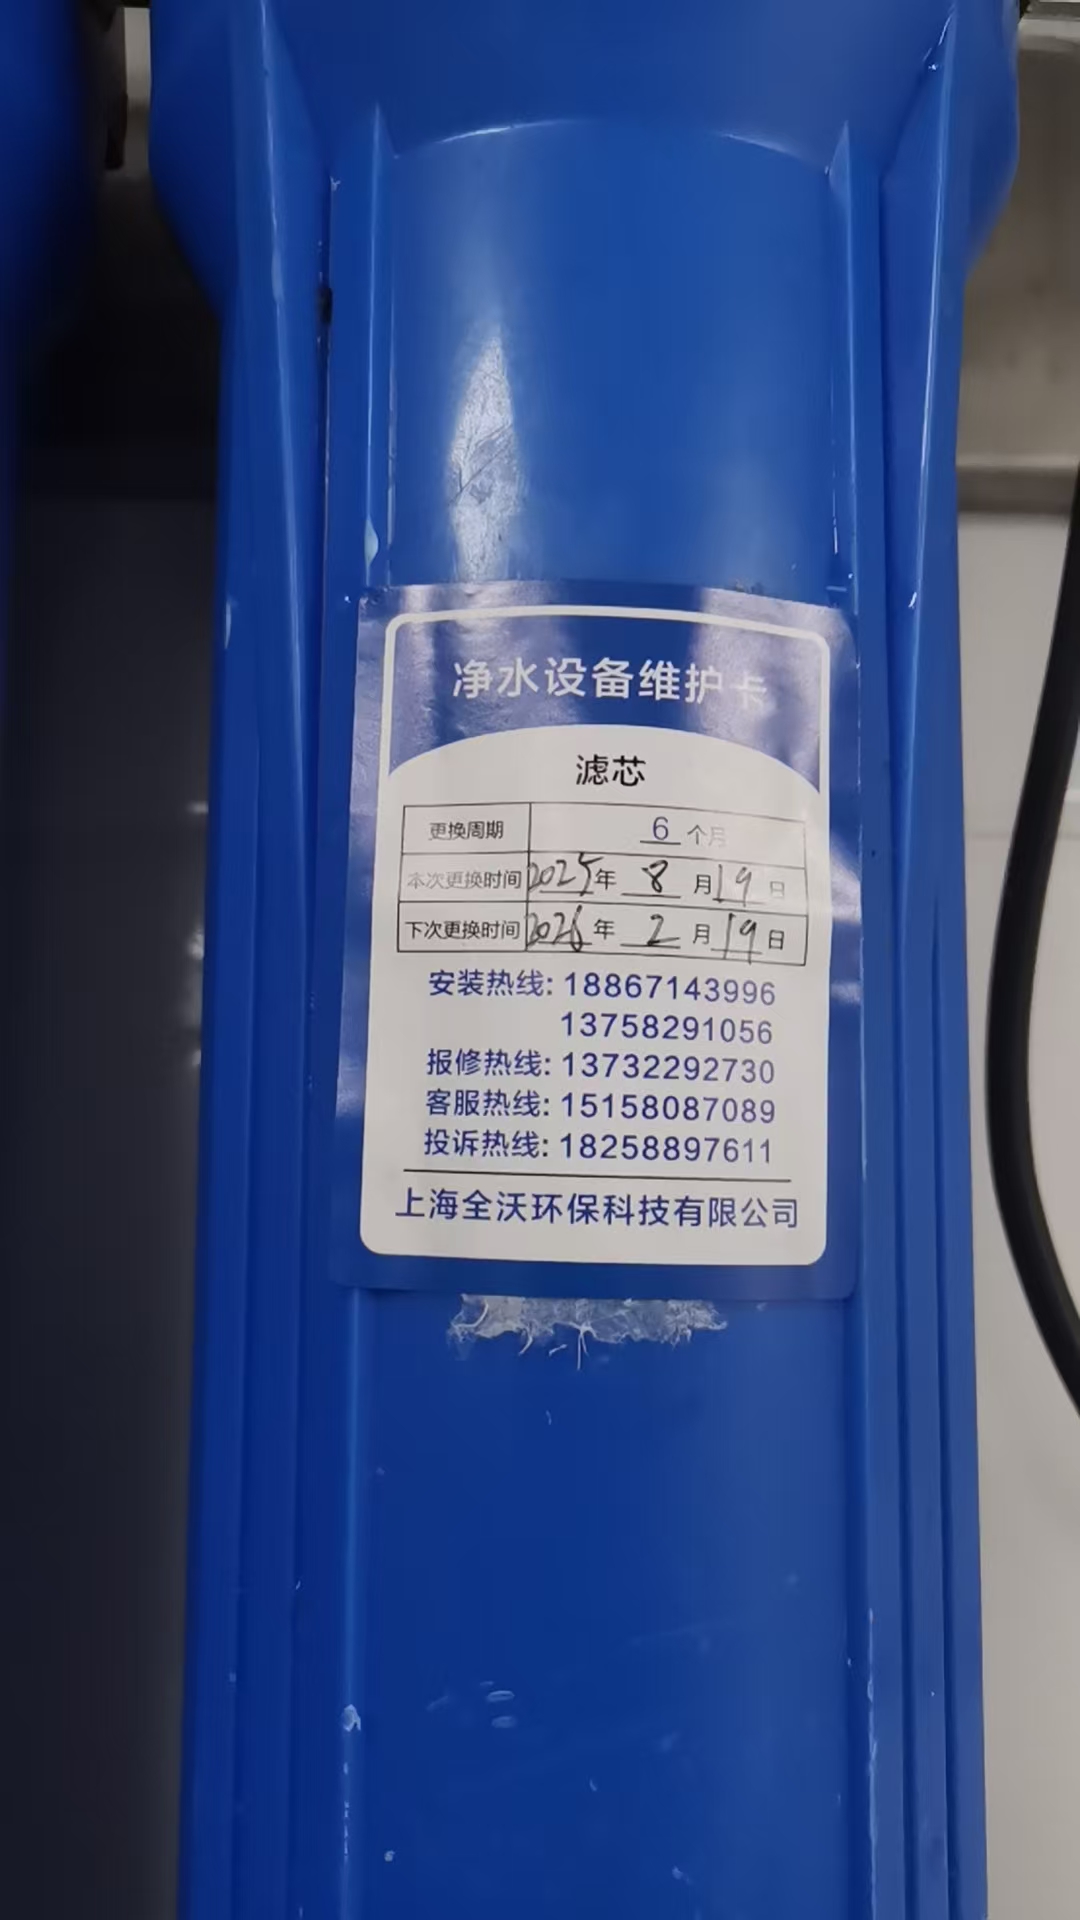 净水设备维护卡
滤芯
更换周期 6 个月
本次更换时间 2025年 8 月 19 日
下次更换时间 2026年 2 月 19 日
安装热线: 18867143996
13758291056
报修热线: 13732292730
客服热线: 15158087089
投诉热线: 18258897611
上海全沃环保科技有限公司